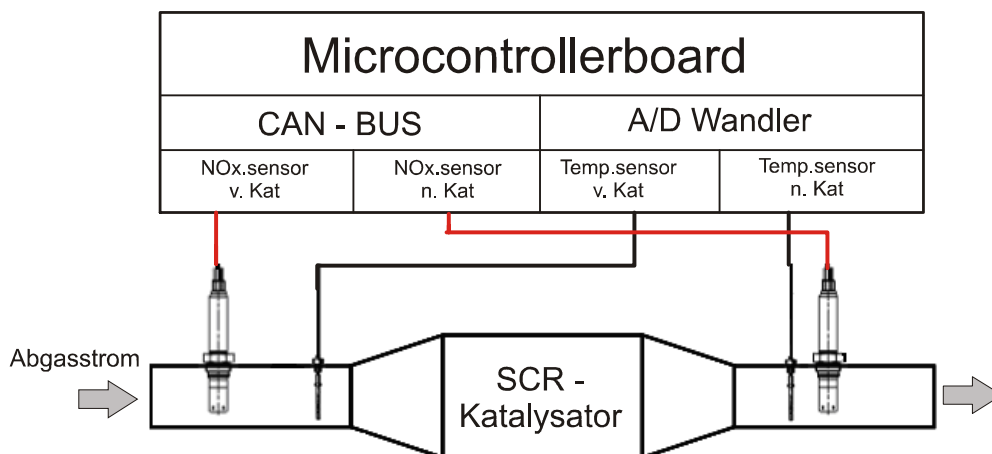 Microcontrollerboard
CAN - BUS
A/D Wandler
NOx.sensor
v. Kat
NOx.sensor
n. Kat
Temp.sensor
v. Kat
Temp.sensor
n. Kat
Abgasstrom
SCR -
Katalysator